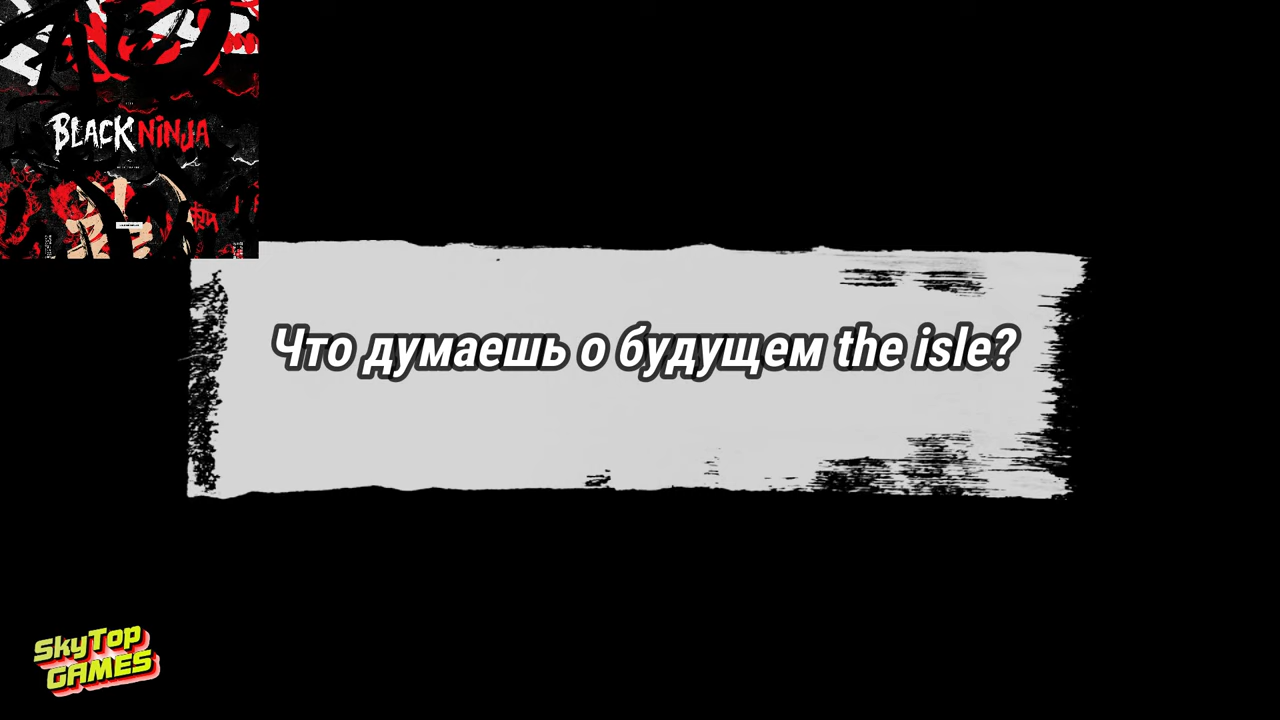 BLACK NINJA
Что думаешь о будущем the isle?
SkyTop
GAMES